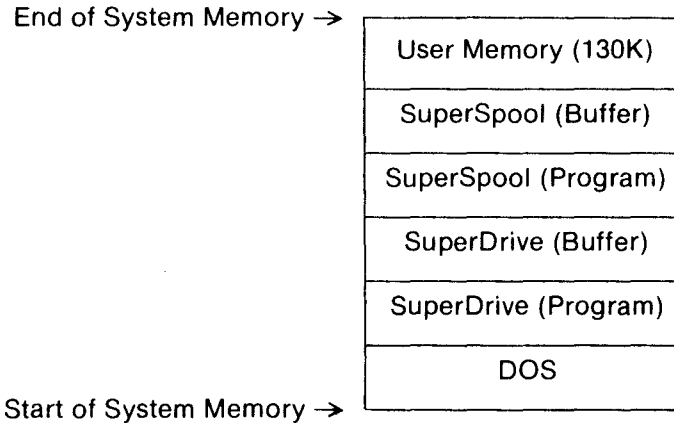 End of System Memory →
User Memory (130K)
SuperSpool (Buffer)
SuperSpool (Program)
SuperDrive (Buffer)
SuperDrive (Program)
DOS
Start of System Memory →